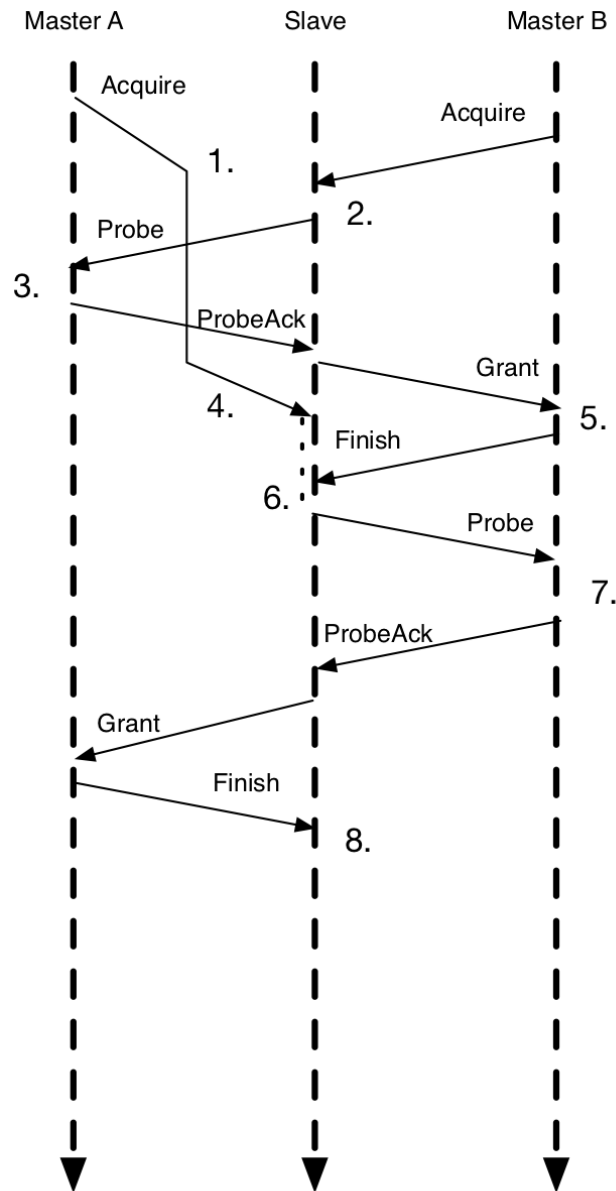 Master A
Slave
Master B
Acquire
Acquire
1.
2.
Probe
3.
ProbeAck
Grant
4.
5.
Finish
6.
Probe
7.
ProbeAck
Grant
Finish
8.